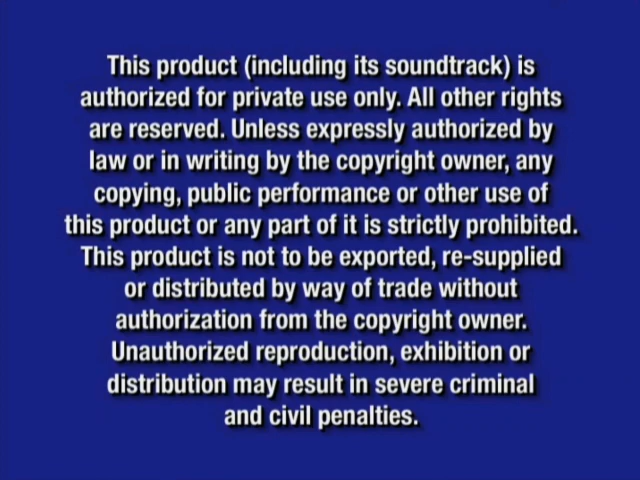 This product (including its soundtrack) is
authorized for private use only. All other rights
are reserved. Unless expressly authorized by
law or in writing by the copyright owner, any
copying, public performance or other use of
this product or any part of it is strictly prohibited.
This product is not to be exported, re-supplied
or distributed by way of trade without
authorization from the copyright owner.
Unauthorized reproduction, exhibition or
distribution may result in severe criminal
and civil penalties.